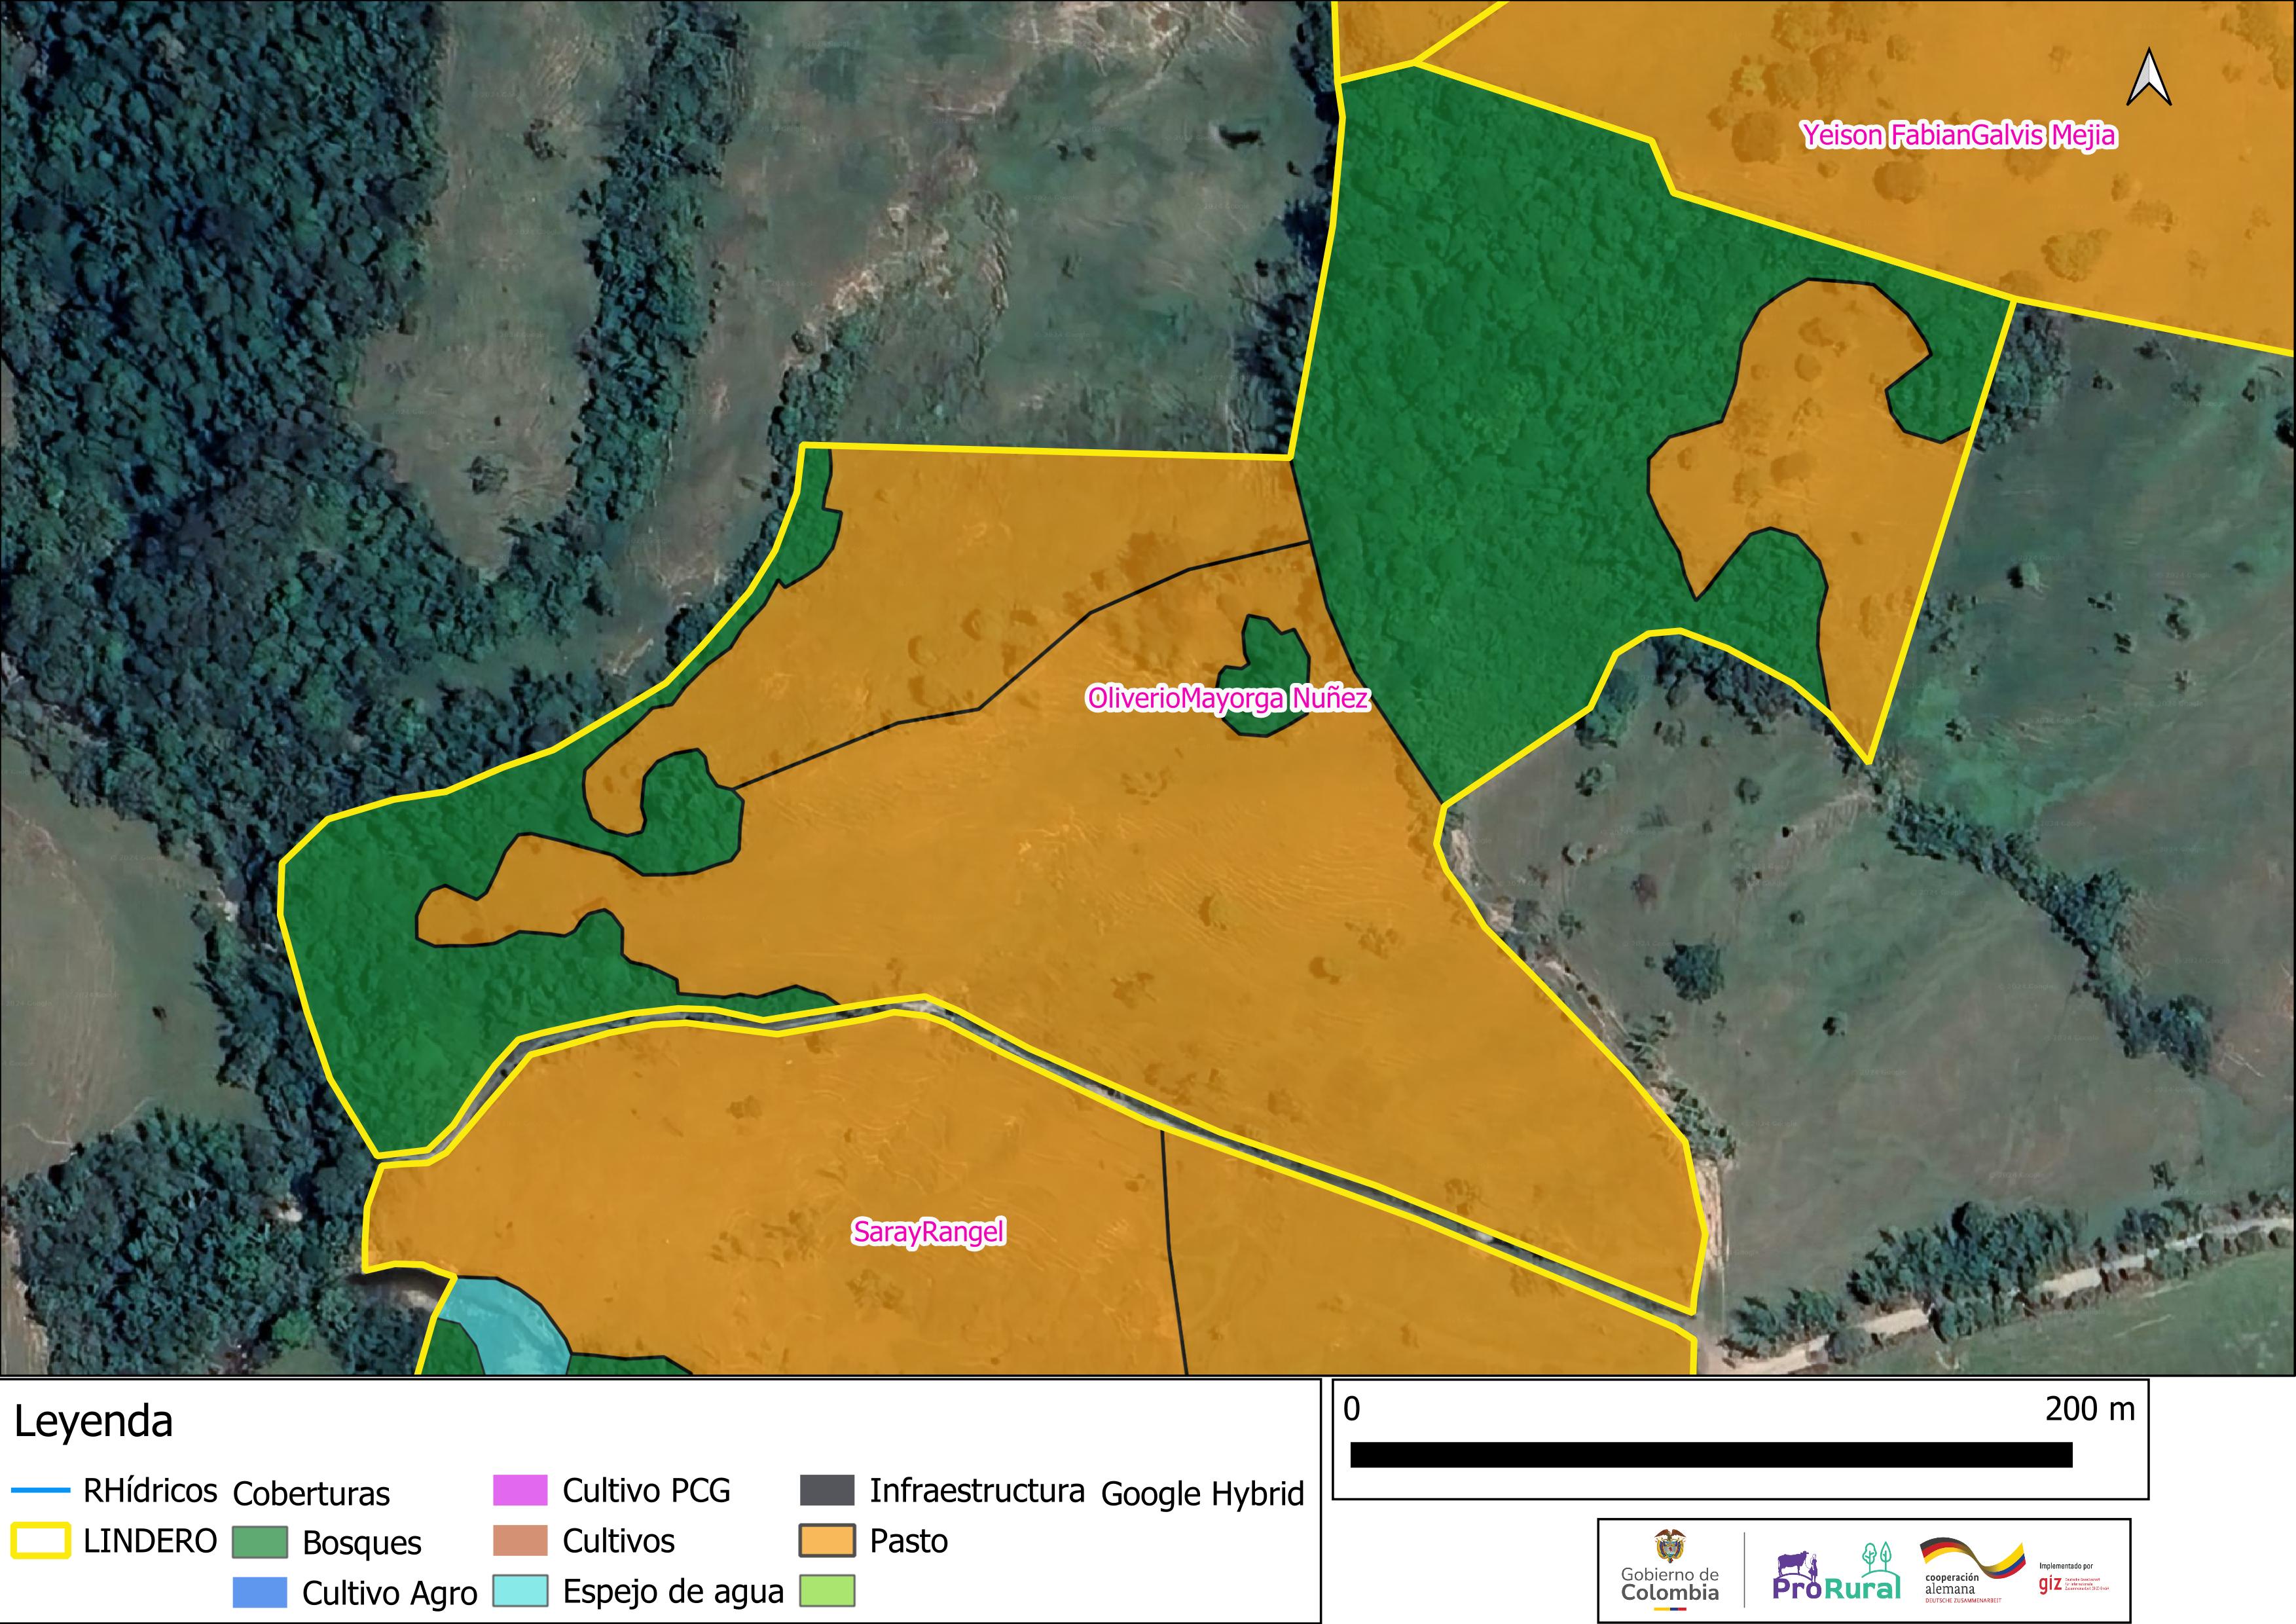 Yeison FabianGalvis Mejia
OliverioMayorga Nuñez
SarayRangel
Leyenda
RHídricos
LINDERO
Coberturas
Bosques
Cultivo Agro
Cultivo PCG
Cultivos
Espejo de agua
Infraestructura
Pasto
Google Hybrid
0 200 m
Gobierno de
Colombia
ProRural
cooperación
alemana
DEUTSCHE ZUSAMMENARBEIT
Implementado por
giz